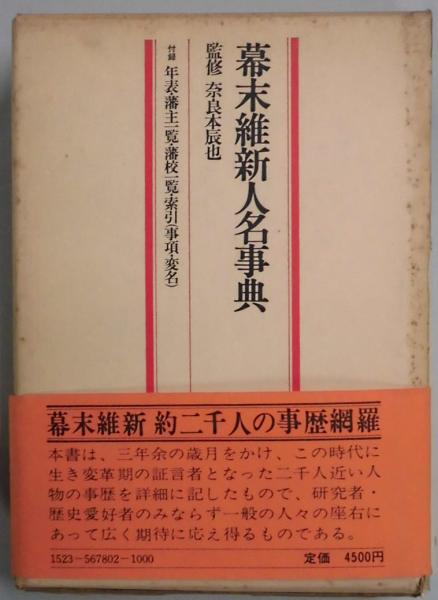 幕末維新人名事典
監修 奈良本辰也
付録 年表・藩主一覧・藩校一覧・索引(事項・変名)
幕末維新 約二千人の事歴網羅
本書は、三年余の歳月をかけ、この時代に
生き変革期の証言者となった二千人近い人
物の事歴を詳細に記したもので、研究者・
歴史愛好者のみならず一般の人々の座右に
あって広く期待に応え得るものである。
1523-567802-1000
定価 4500円